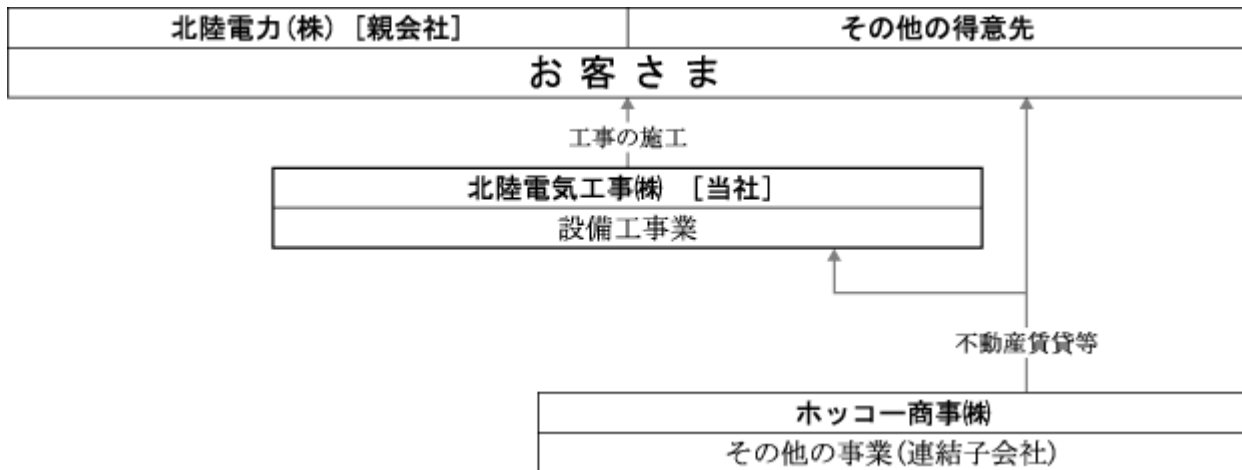 北陸電力(株) [親会社]
その他の得意先
お客さま
工事の施工
北陸電気工事㈱ [当社]
設備工事業
不動産賃貸等
ホッコー商事㈱
その他の事業(連結子会社)